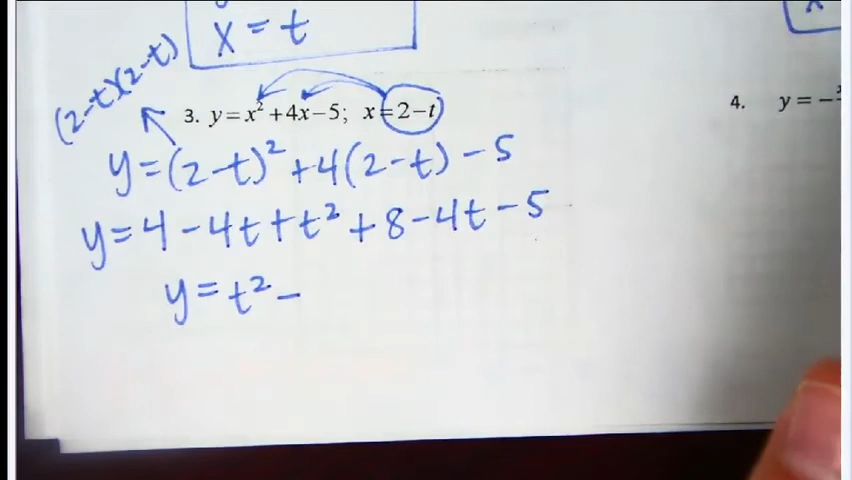 x = t
(2-t)(2-t)
3. y=x²+4x-5; x=2-t
4. y=-
y=(2-t)²+4(2-t)-5
y=4-4t+t²+8-4t-5
y=t²-